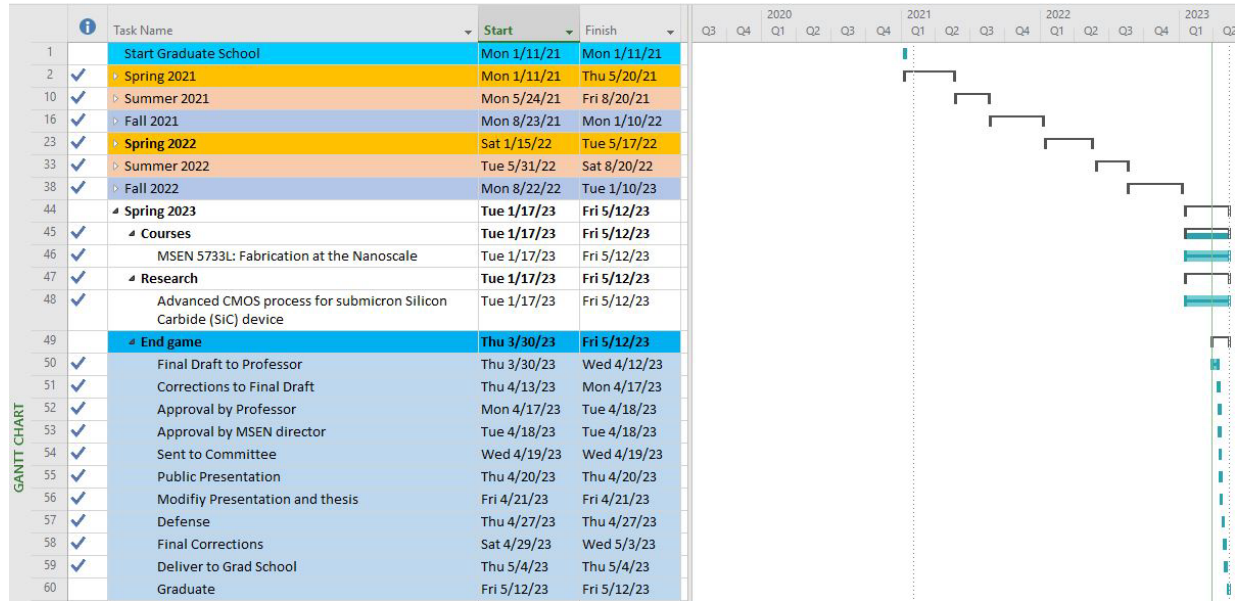 2020 2021 2022 2023
Task Name Start Finish Q3 Q4 Q1 Q2 Q3 Q4 Q1 Q2 Q3 Q4 Q1 Q2 Q3 Q4 Q1 Q2
1 Start Graduate School Mon 1/11/21 Mon 1/11/21
2 Spring 2021 Mon 1/11/21 Thu 5/20/21
10 Summer 2021 Mon 5/24/21 Fri 8/20/21
16 Fall 2021 Mon 8/23/21 Mon 1/10/22
23 Spring 2022 Sat 1/15/22 Tue 5/17/22
33 Summer 2022 Tue 5/31/22 Sat 8/20/22
38 Fall 2022 Mon 8/22/22 Tue 1/10/23
44 Spring 2023 Tue 1/17/23 Fri 5/12/23
45 Courses Tue 1/17/23 Fri 5/12/23
46 MSEN 5733L: Fabrication at the Nanoscale Tue 1/17/23 Fri 5/12/23
47 Research Tue 1/17/23 Fri 5/12/23
48 Advanced CMOS process for submicron Silicon Tue 1/17/23 Fri 5/12/23
Carbide (SiC) device
49 End game Thu 3/30/23 Fri 5/12/23
50 Final Draft to Professor Thu 3/30/23 Wed 4/12/23
51 Corrections to Final Draft Thu 4/13/23 Mon 4/17/23
52 Approval by Professor Mon 4/17/23 Tue 4/18/23
53 Approval by MSEN director Tue 4/18/23 Tue 4/18/23
54 Sent to Committee Wed 4/19/23 Wed 4/19/23
55 Public Presentation Thu 4/20/23 Thu 4/20/23
56 Modifiy Presentation and thesis Fri 4/21/23 Fri 4/21/23
57 Defense Thu 4/27/23 Thu 4/27/23
58 Final Corrections Sat 4/29/23 Wed 5/3/23
59 Deliver to Grad School Thu 5/4/23 Thu 5/4/23
60 Graduate Fri 5/12/23 Fri 5/12/23
GANTT CHART